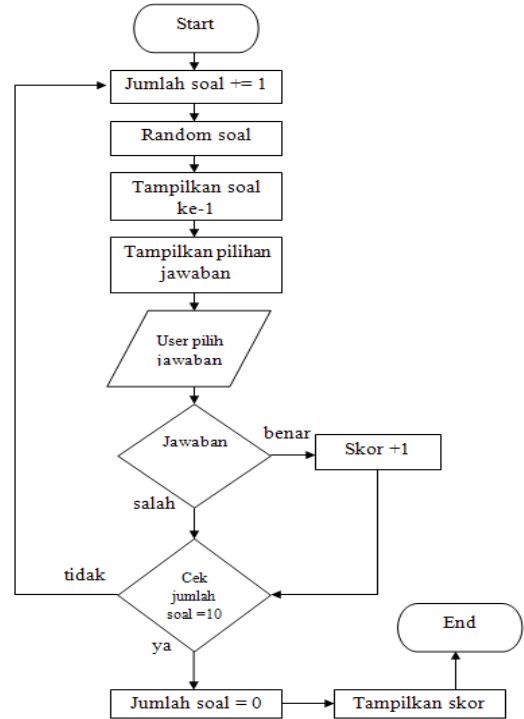 Start
Jumlah soal += 1
Random soal
Tampilkan soal
ke-1
Tampilkan pilihan
jawaban
User pilih
jawaban
Jawaban
benar
Skor +1
salah
tidak
Cek
jumlah
soal =10
ya
End
Jumlah soal = 0
Tampilkan skor